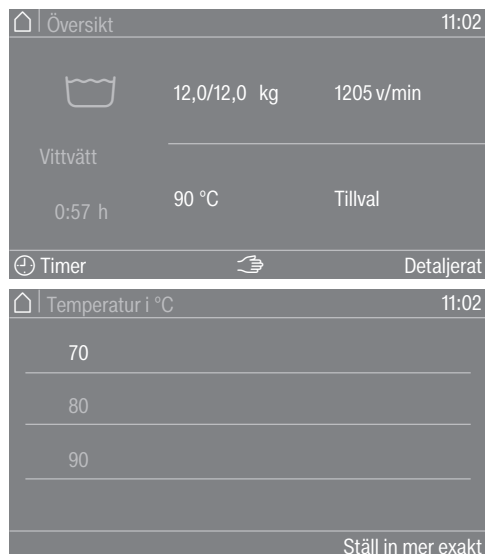 Översikt 11:02
12,0/12,0 kg 1205 v/min
Vittvätt
0:57 h
90 °C Tillval
Timer Detaljerat
Temperatur i °C 11:02
70
80
90
Ställ in mer exakt